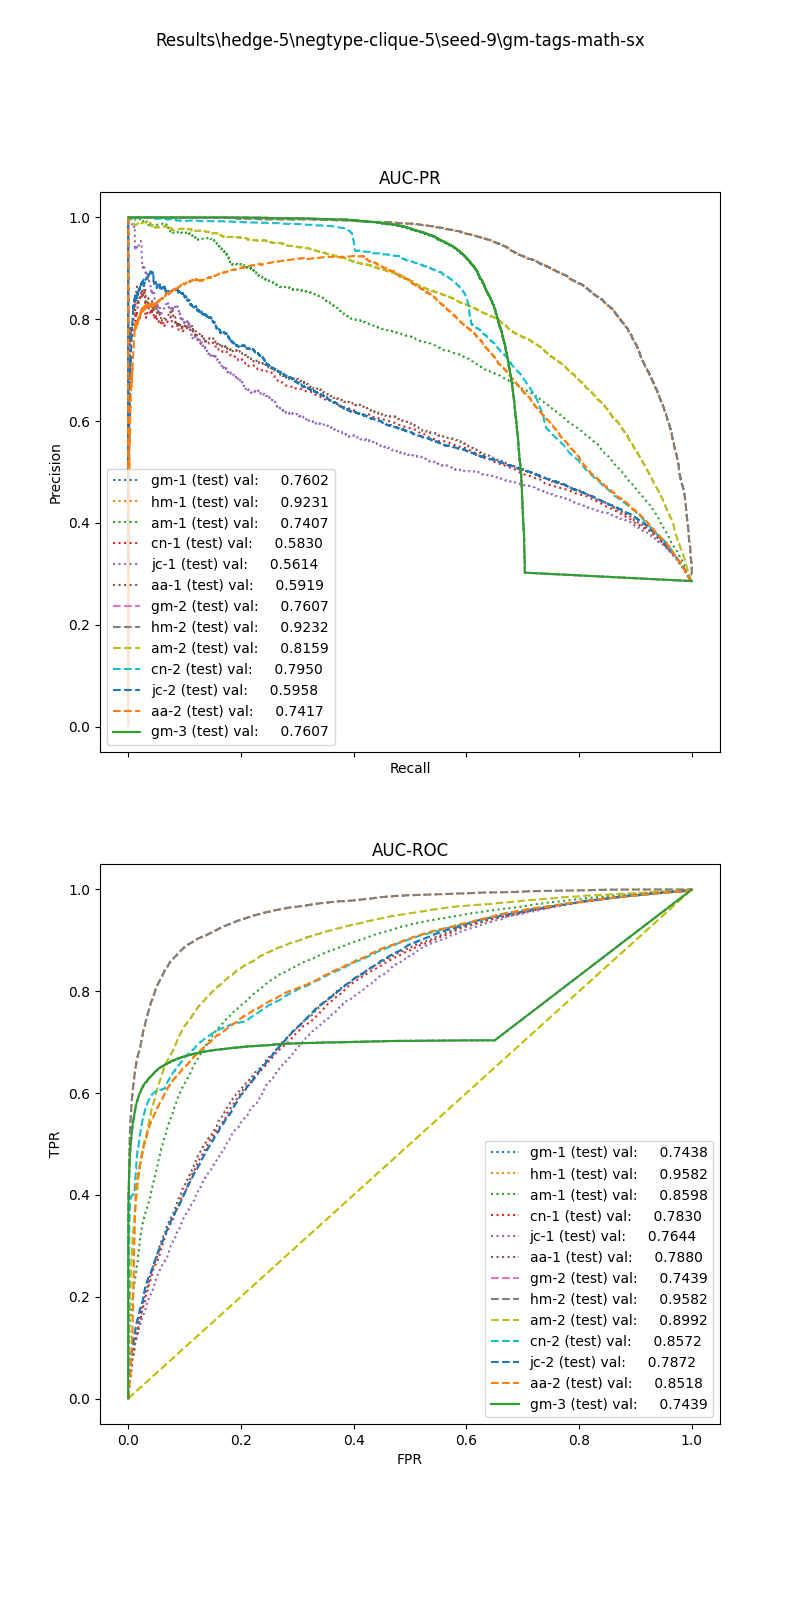 Results\hedge-5\negtype-clique-5\seed-9\gm-tags-math-sx
AUC-PR
1.0
0.8
0.6
0.4
0.2
0.0
Precision
gm-1 (test) val: 0.7602
hm-1 (test) val: 0.9231
am-1 (test) val: 0.7407
cn-1 (test) val: 0.5830
jc-1 (test) val: 0.5614
aa-1 (test) val: 0.5919
gm-2 (test) val: 0.7607
hm-2 (test) val: 0.9232
am-2 (test) val: 0.8159
cn-2 (test) val: 0.7950
jc-2 (test) val: 0.5958
aa-2 (test) val: 0.7417
gm-3 (test) val: 0.7607
Recall
AUC-ROC
1.0
0.8
0.6
0.4
0.2
0.0
TPR
gm-1 (test) val: 0.7438
hm-1 (test) val: 0.9582
am-1 (test) val: 0.8598
cn-1 (test) val: 0.7830
jc-1 (test) val: 0.7644
aa-1 (test) val: 0.7880
gm-2 (test) val: 0.7439
hm-2 (test) val: 0.9582
am-2 (test) val: 0.8992
cn-2 (test) val: 0.8572
jc-2 (test) val: 0.7872
aa-2 (test) val: 0.8518
gm-3 (test) val: 0.7439
0.0 0.2 0.4 0.6 0.8 1.0
FPR